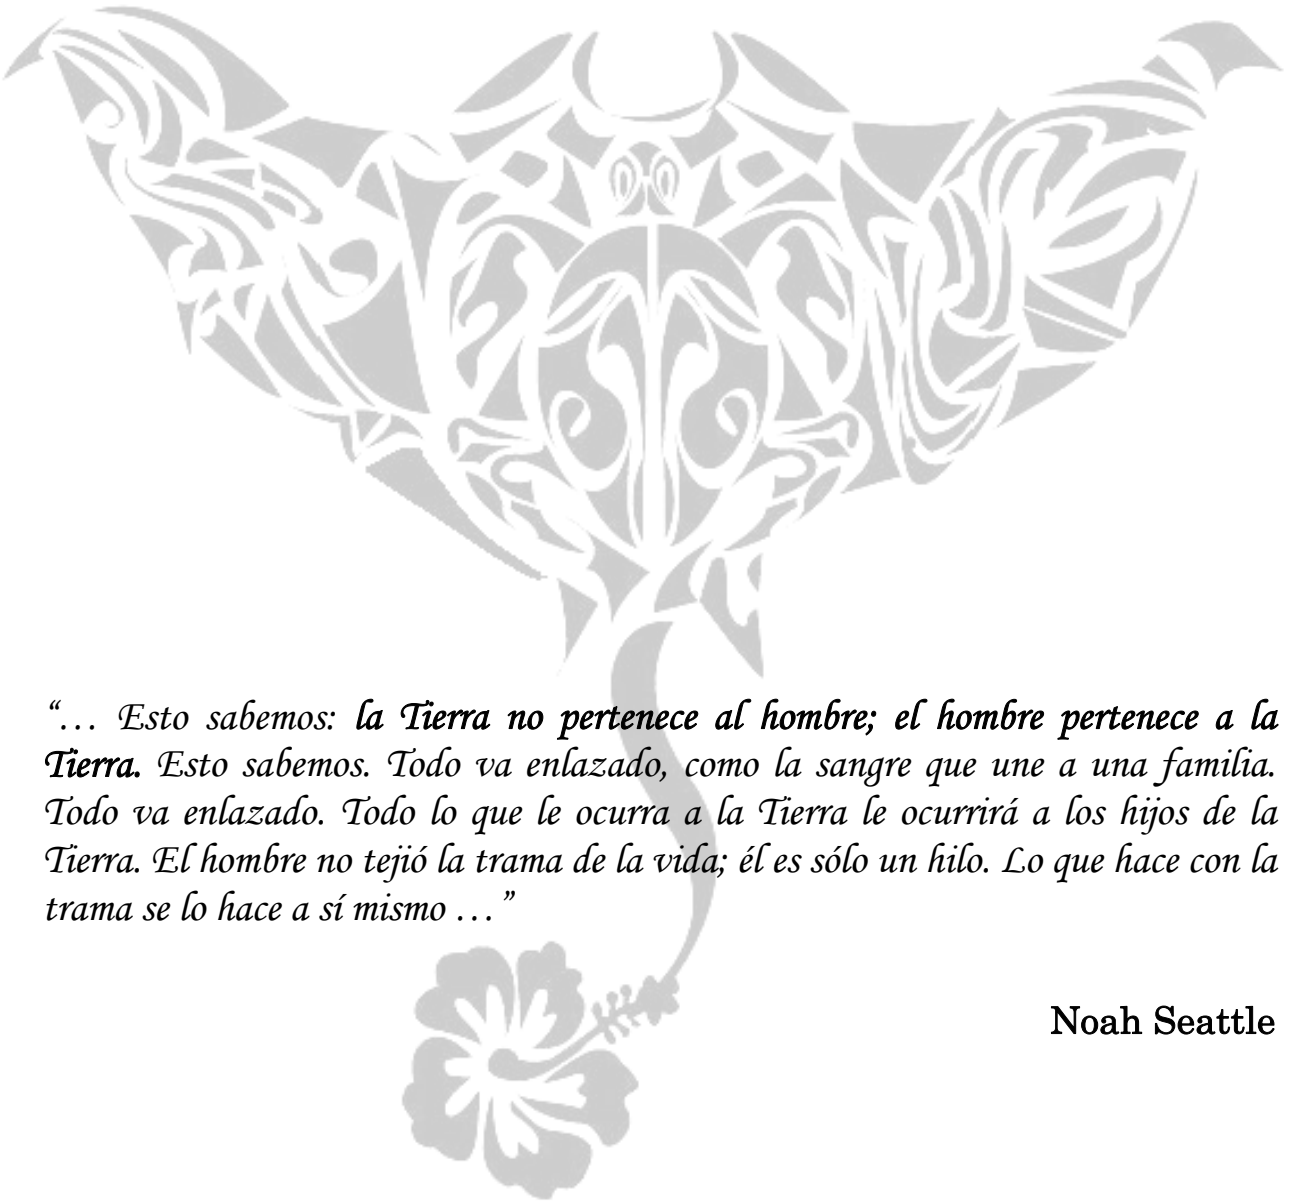 “… Esto sabemos: la Tierra no pertenece al hombre; el hombre pertenece a la
Tierra. Esto sabemos. Todo va enlazado, como la sangre que une a una familia.
Todo va enlazado. Todo lo que le ocurra a la Tierra le ocurrirá a los hijos de la
Tierra. El hombre no tejió la trama de la vida; él es sólo un hilo. Lo que hace con la
trama se lo hace a sí mismo …”
Noah Seattle